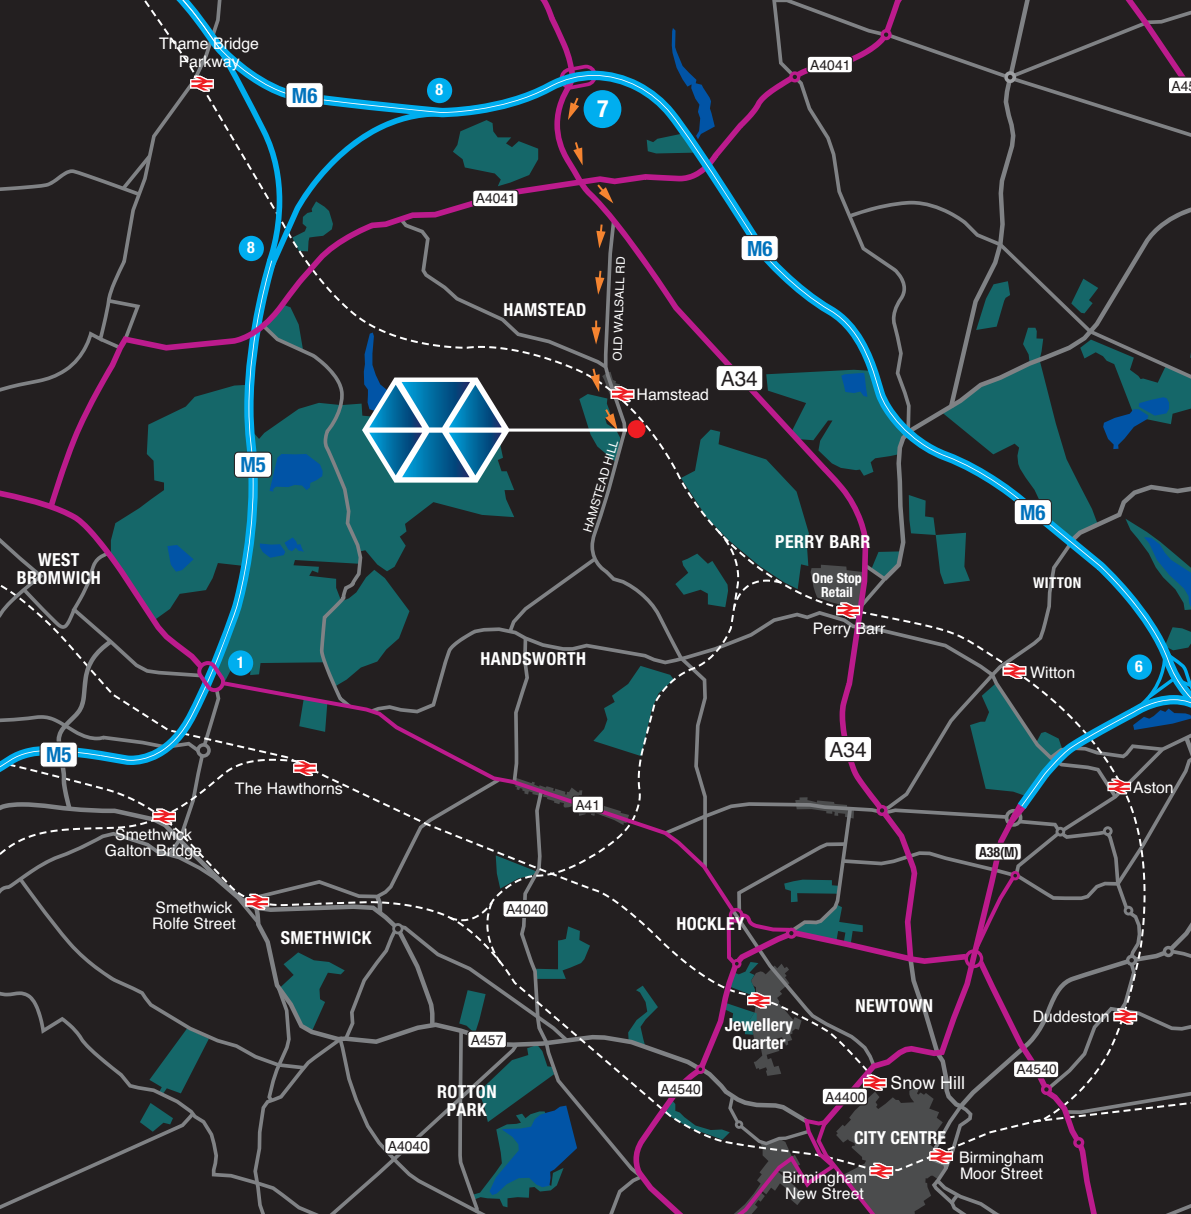 Thame Bridge
Parkway
M6
8
7
A4041
A45
A4041
8
M6
HAMSTEAD
OLD WALSALL RD
A34
Hamstead
M5
HAMSTEAD HILL
M6
PERRY BARR
WEST
BROMWICH
One Stop
Retail
WITTON
Perry Barr
HANDSWORTH
1
6
Witton
M5
A34
The Hawthorns
Aston
A41
Smethwick
Galton Bridge
A38(M)
Smethwick
Rolfe Street
A4040
HOCKLEY
SMETHWICK
NEWTOWN
Jewellery
Quarter
Duddeston
A457
A4540
Snow Hill
A4540
A4400
ROTTON
PARK
CITY CENTRE
A4040
Birmingham
Moor Street
Birmingham
New Street